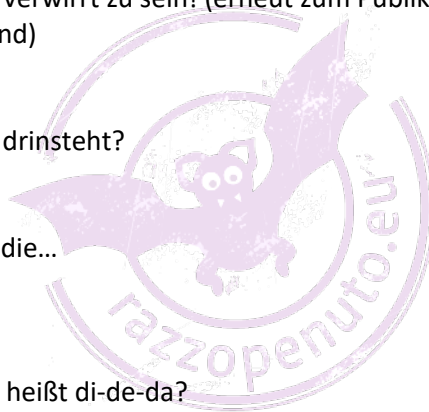 verwirrt zu sein! (erneut zum Publik
nd)
drinsteht?
die…
heißt di-de-da?
razzopenuto.eu